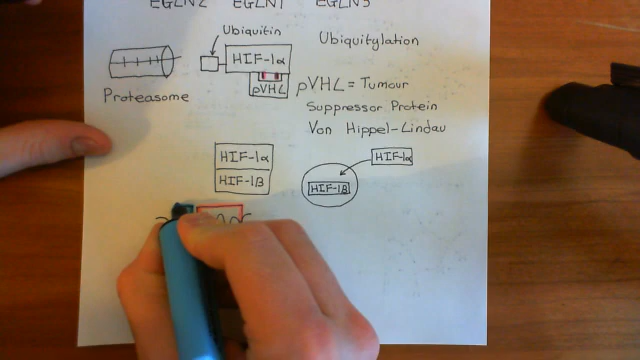 EGLN2 EGLN1 EGLN3
Ubiquitin
Ubiquitylation
HIF-1α
pVHL
Proteasome
pVHL = Tumour
Suppressor Protein
Von Hippel-Lindau
HIF-1α
HIF-1β
HIF-1α
HIF-1β